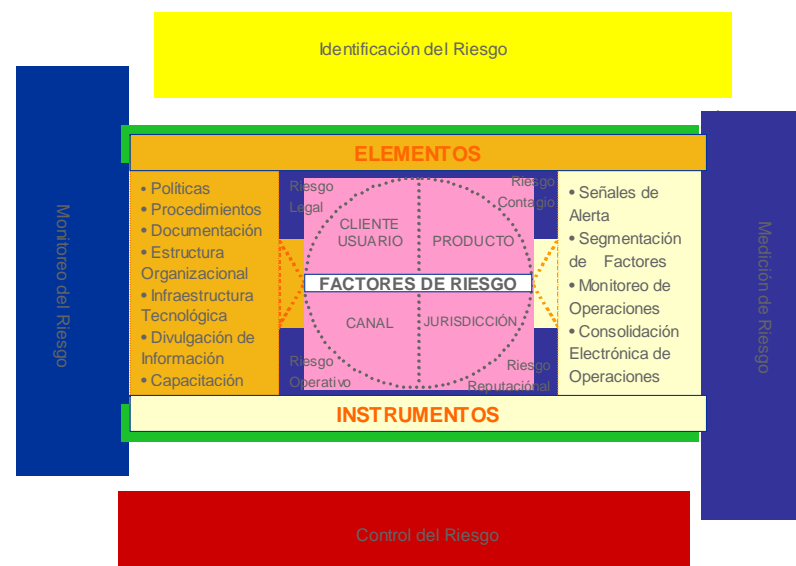 Identificación del Riesgo
Monitoreo del Riesgo
ELEMENTOS
• Políticas
• Procedimientos
• Documentación
• Estructura
Organizacional
• Infraestructura
Tecnológica
• Divulgación de
Información
• Capacitación
Riesgo
Legal
Riesgo
Contagio
CLIENTE
USUARIO
PRODUCTO
FACTORES DE RIESGO
CANAL
JURISDICCIÓN
Riesgo
Operativo
Riesgo
Reputaciónal
• Señales de
Alerta
• Segmentación
de Factores
• Monitoreo de
Operaciones
• Consolidación
Electrónica de
Operaciones
INSTRUMENTOS
Medición de Riesgo
Control del Riesgo